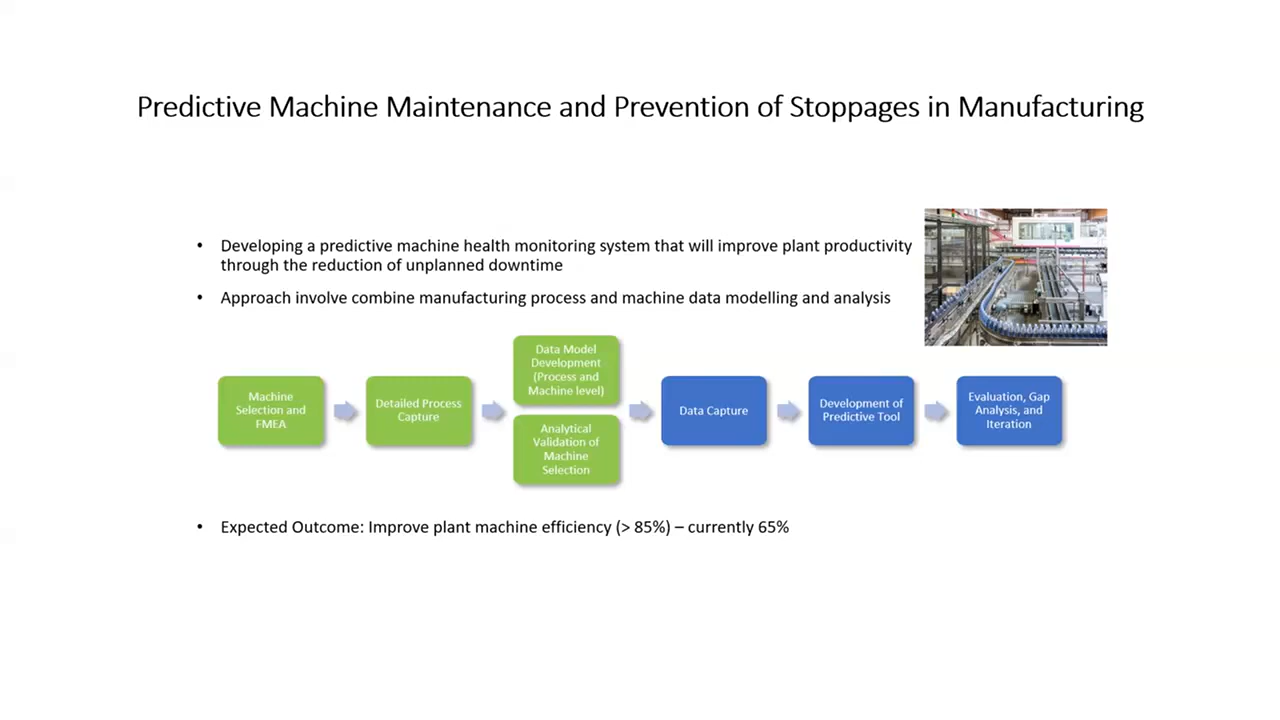 Predictive Machine Maintenance and Prevention of Stoppages in Manufacturing
• Developing a predictive machine health monitoring system that will improve plant productivity
through the reduction of unplanned downtime
• Approach involve combine manufacturing process and machine data modelling and analysis
Machine
Selection and
FMEA
Detailed Process
Capture
Data Model
Development
(Process and
Machine level)
Analytical
Validation of
Machine
Selection
Data Capture
Development of
Predictive Tool
Evaluation, Gap
Analysis, and
Iteration
• Expected Outcome: Improve plant machine efficiency (> 85%) – currently 65%